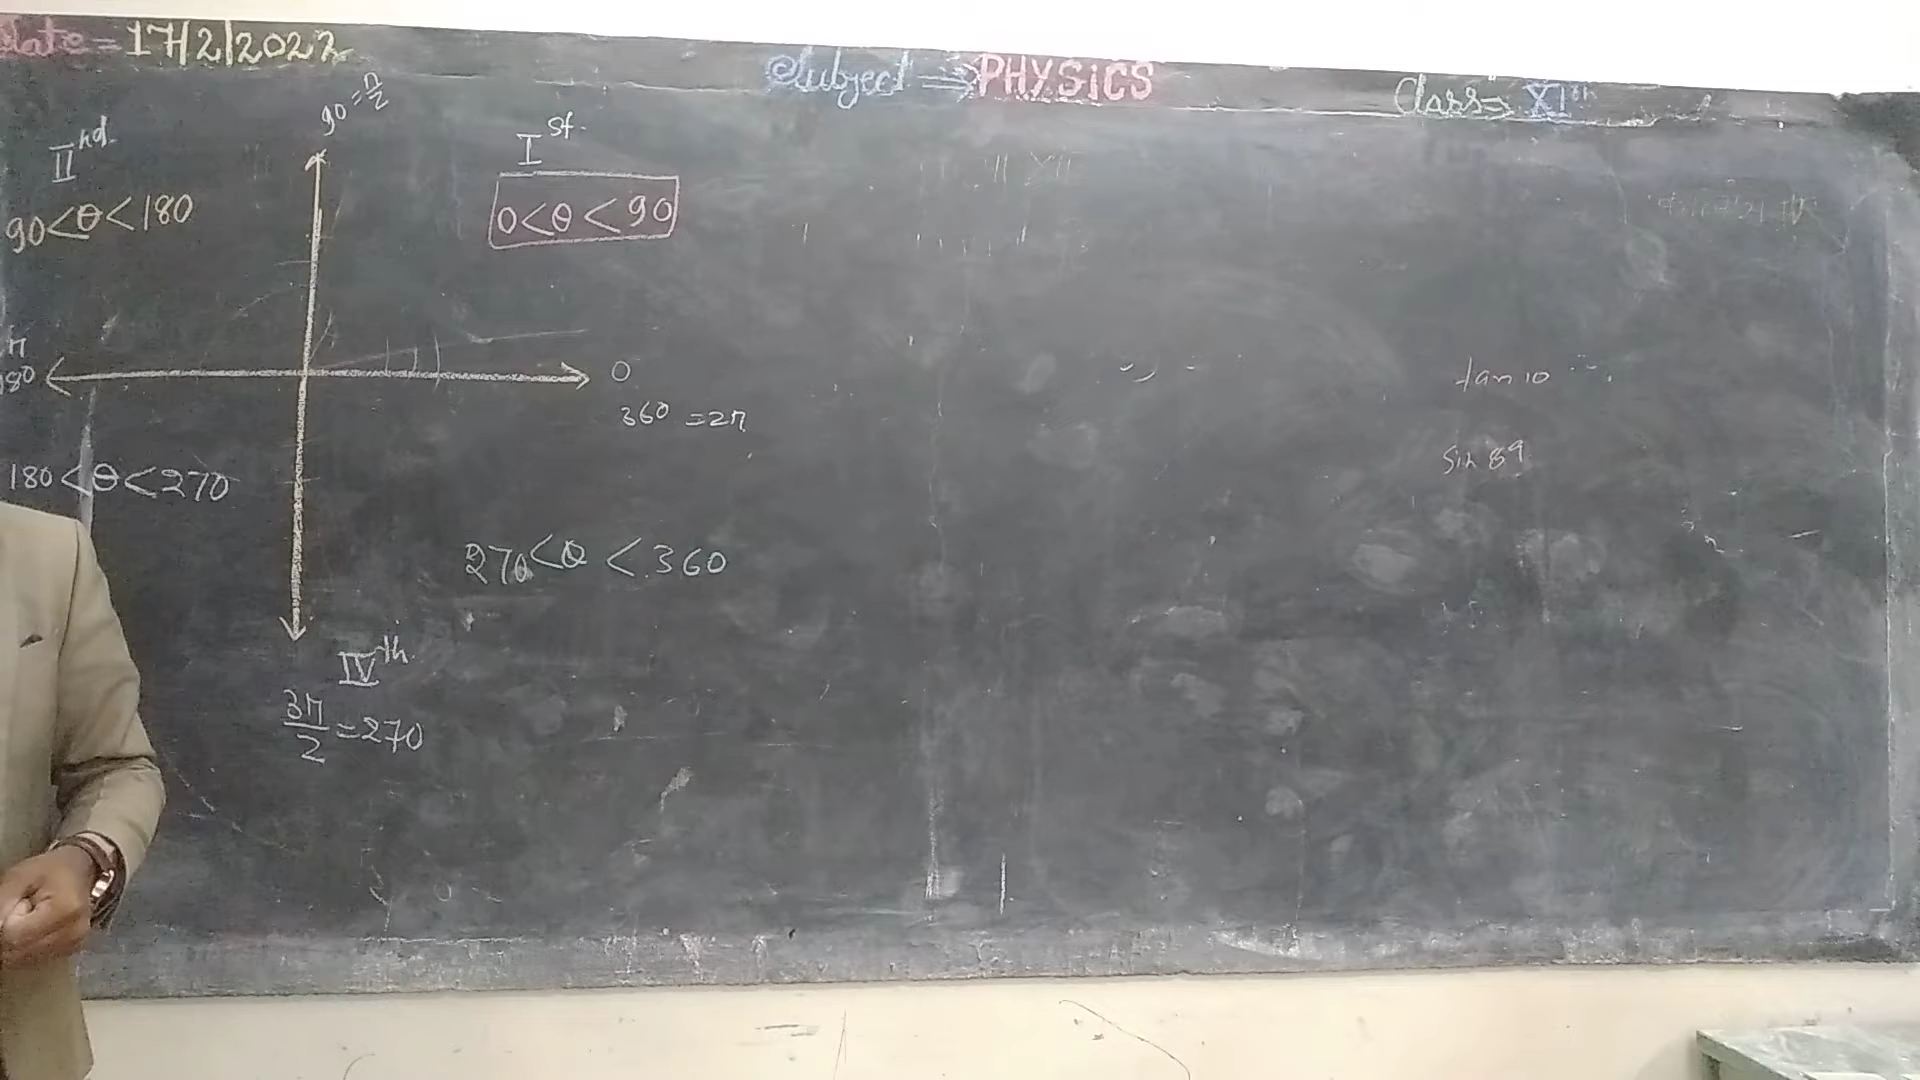 Date = 17/2/2022
Subject ⇒ PHYSICS
Class ⇒ XIth
90 = π/2
IInd.
Ist.
90 < θ < 180
0 < θ < 90
π
180
0
360 = 2π
tan 10
sin 89
180 < θ < 270
270 < θ < 360
IVth.
3π/2 = 270